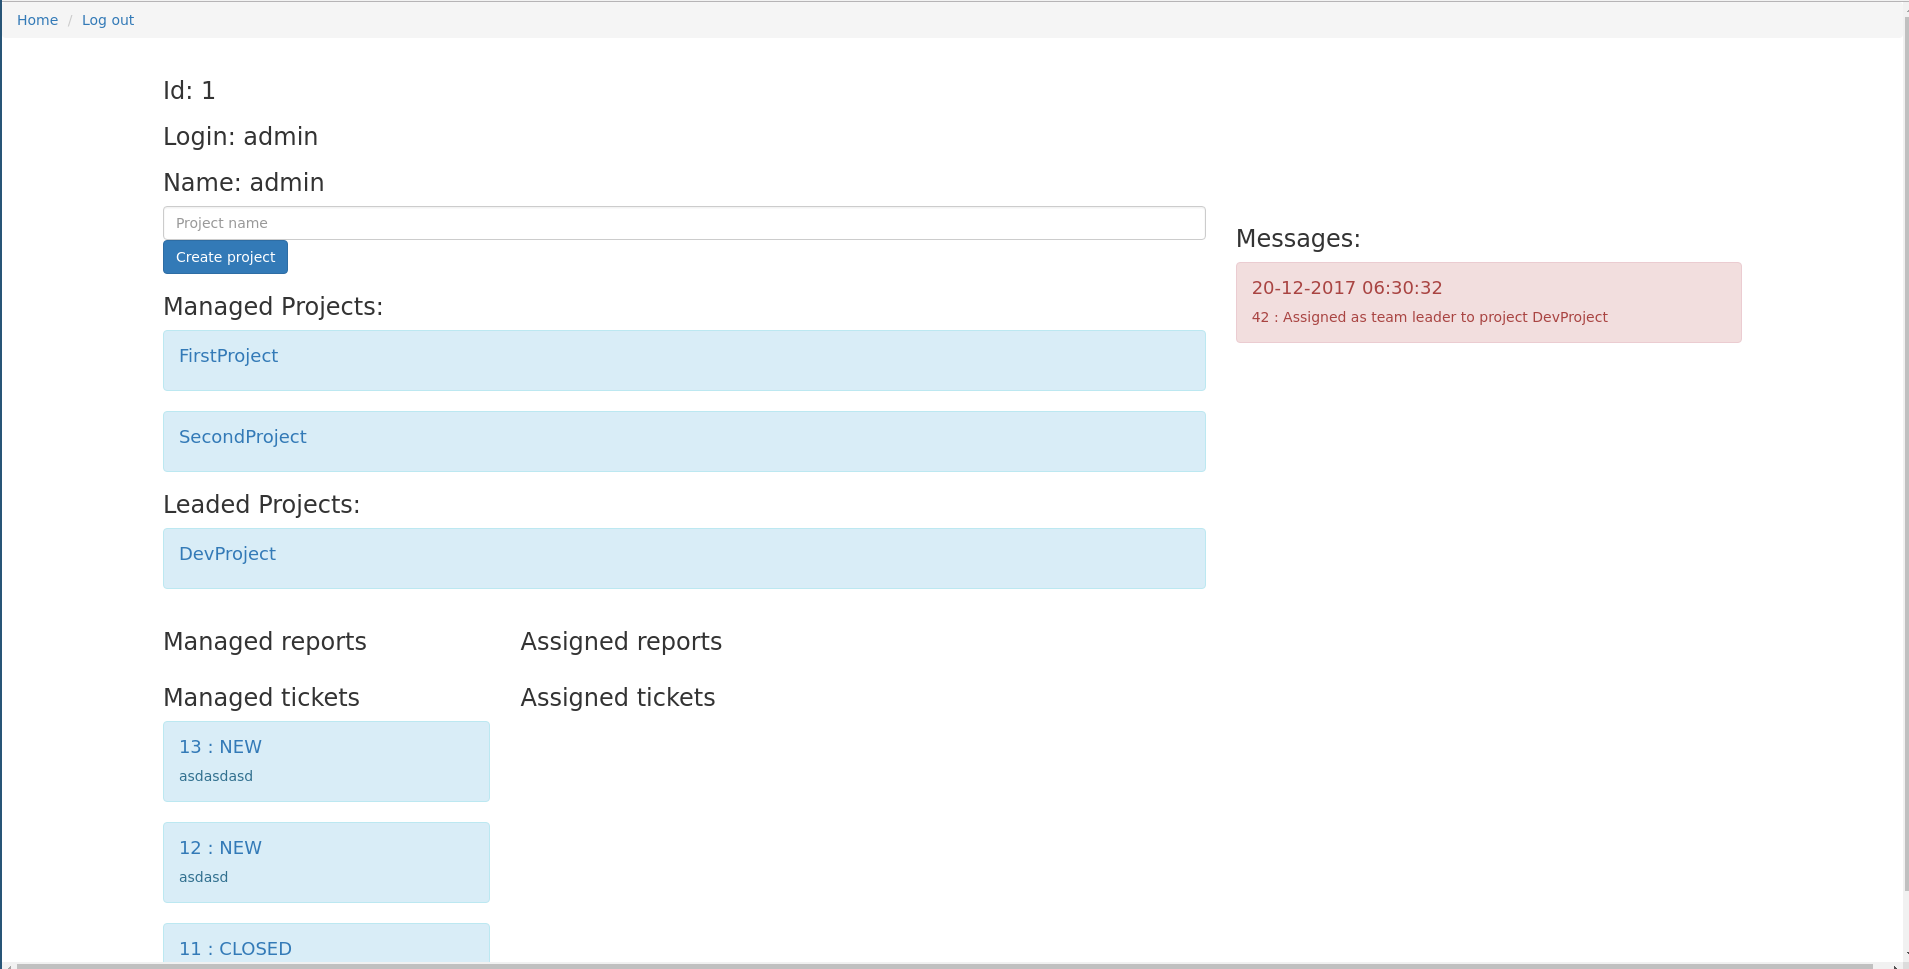 Home / Log out
Id: 1
Login: admin
Name: admin
Project name
Create project
Managed Projects:
FirstProject
SecondProject
Leaded Projects:
DevProject
Messages:
20-12-2017 06:30:32
42 : Assigned as team leader to project DevProject
Managed reports
Assigned reports
Managed tickets
Assigned tickets
13 : NEW
asdasdasd
12 : NEW
asdasd
11 : CLOSED